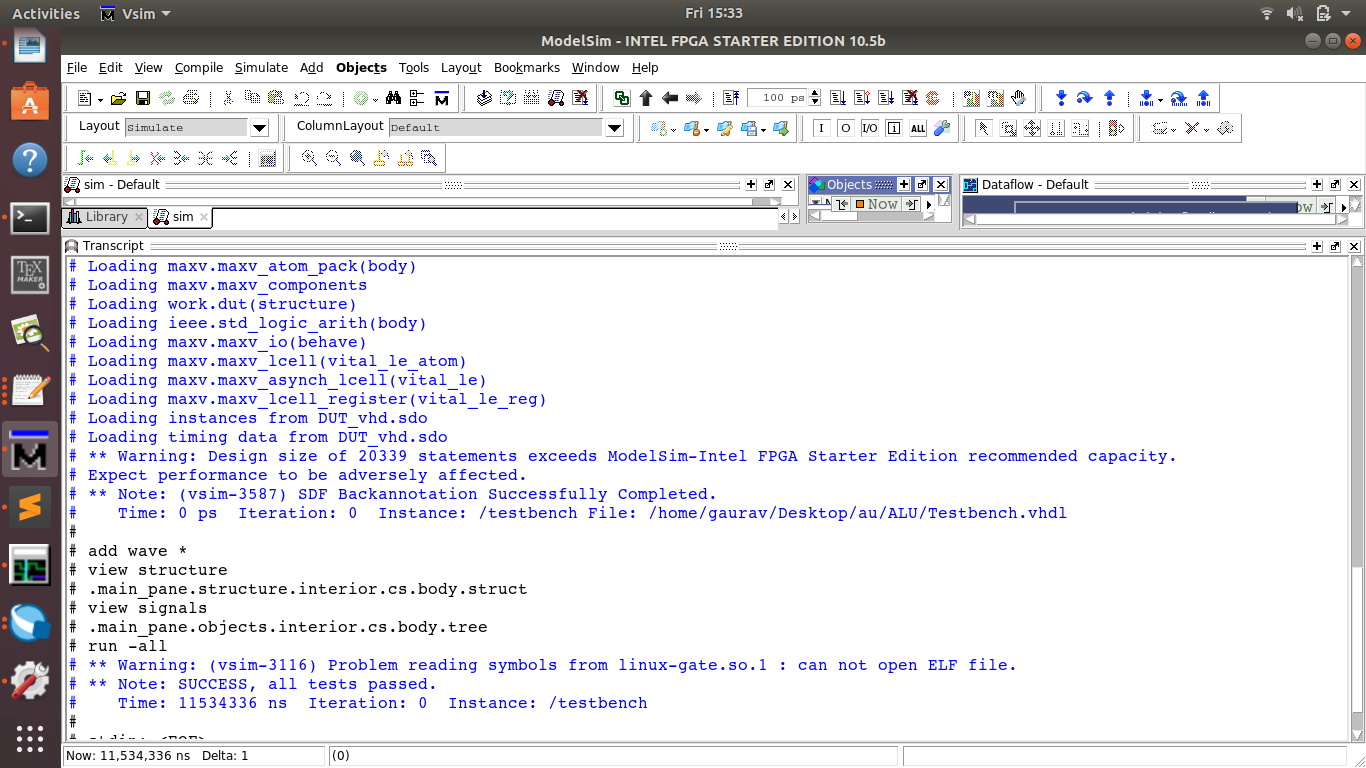 Activities Vsim Fri 15:33
ModelSim - INTEL FPGA STARTER EDITION 10.5b
File Edit View Compile Simulate Add Objects Tools Layout Bookmarks Window Help
100 ps
Layout Simulate ColumnLayout Default I O I/O ALL
sim - Default Objects Dataflow - Default
Now
Library sim
Transcript
# Loading maxv.maxv_atom_pack(body)
# Loading maxv.maxv_components
# Loading work.dut(structure)
# Loading ieee.std_logic_arith(body)
# Loading maxv.maxv_io(behave)
# Loading maxv.maxv_lcell(vital_le_atom)
# Loading maxv.maxv_asynch_lcell(vital_le)
# Loading maxv.maxv_lcell_register(vital_le_reg)
# Loading instances from DUT_vhd.sdo
# Loading timing data from DUT_vhd.sdo
# ** Warning: Design size of 20339 statements exceeds ModelSim-Intel FPGA Starter Edition recommended capacity.
# Expect performance to be adversely affected.
# ** Note: (vsim-3587) SDF Backannotation Successfully Completed.
#    Time: 0 ps  Iteration: 0  Instance: /testbench File: /home/gaurav/Desktop/au/ALU/Testbench.vhdl
#
# add wave *
# view structure
# .main_pane.structure.interior.cs.body.struct
# view signals
# .main_pane.objects.interior.cs.body.tree
# run -all
# ** Warning: (vsim-3116) Problem reading symbols from linux-gate.so.1 : can not open ELF file.
# ** Note: SUCCESS, all tests passed.
#    Time: 11534336 ns  Iteration: 0  Instance: /testbench
#
Now: 11,534,336 ns Delta: 1 (0)
TEX MAKER